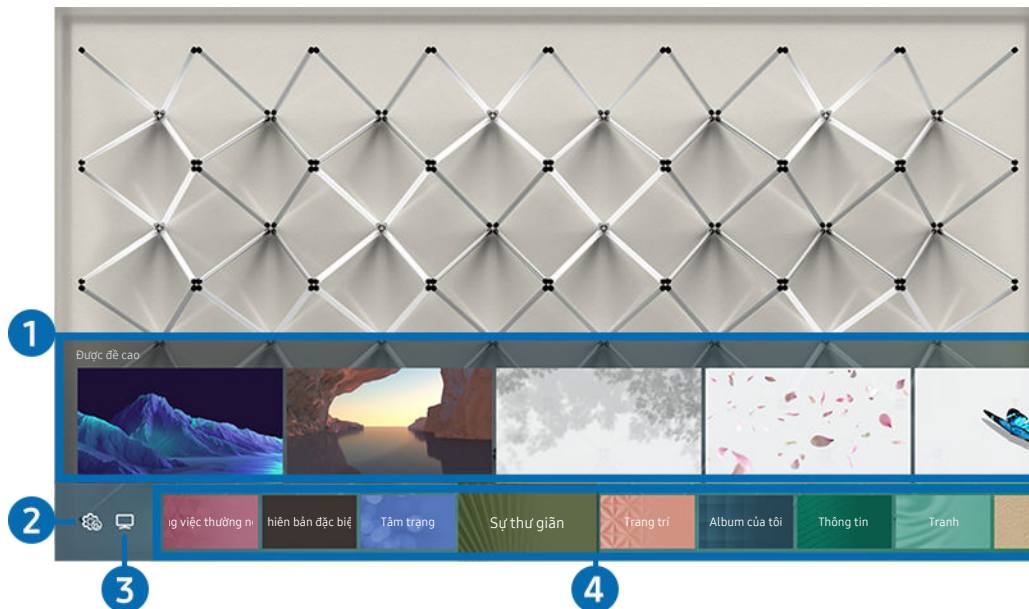 1
Được đề cao
2
ng việc thường n
hiên bản đặc biệ
Tâm trạng
Sự thư giãn
Trang trí
Album của tôi
Thông tin
Tranh
3
4